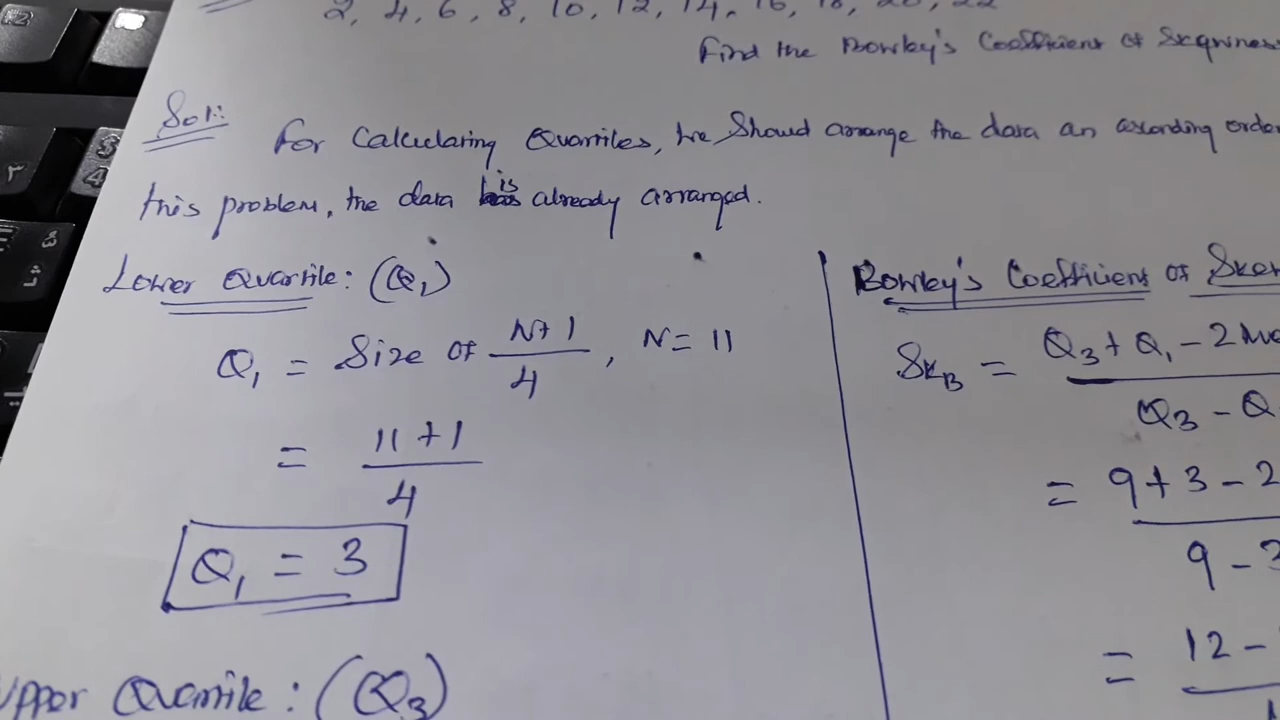 2, 4, 6, 8, 10, 12, 14, 16, 18, 20, 22
Find the Bowley's Coefficient of Skewness
Sol:
For Calculating Quartiles, we Should arrange the data an ascending order
this problem, the data is already arranged.
Lower Quartile: (Q₁)
Q₁ = Size of N+1/4, N = 11
= 11+1/4
Q₁ = 3
Upper Quartile: (Q₃)
Bowley's Coefficient of Skew
Sk_B = Q₃ + Q₁ - 2 Me/Q₃ - Q
= 9+3-2/9-3
= 12 -